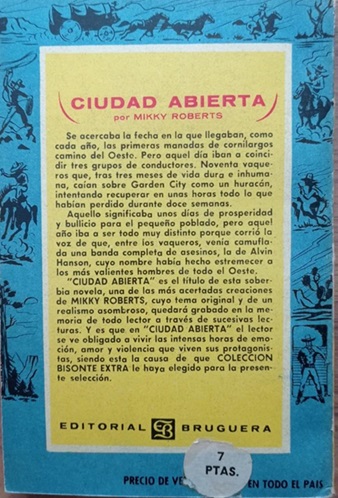 CIUDAD ABIERTA
por MIKKY ROBERTS
Se acercaba la fecha en la que llegaban, como
cada año, las primeras manadas de cornilargos
camino del Oeste. Pero aquel día iban a coinci-
dir tres grupos de conductores. Noventa vaque-
ros que, tras tres meses de vida dura e inhuma-
na, caían sobre Garden City como un huracán,
intentando recuperar en unas horas todo lo que
habían perdido durante doce semanas.
Aquello significaba unos días de prosperidad
y bullicio para el pequeño poblado, pero aquel
año iba a ser todo muy distinto porque corrió la
voz de que, entre los vaqueros, venía camufla-
da una banda completa de asesinos, la de Alvin
Hanson, cuyo nombre había hecho estremecer a
los más valientes hombres de todo el Oeste.
"CIUDAD ABIERTA" es el título de esta sober-
bia novela, una de las más acertadas creaciones
de MIKKY ROBERTS, cuyo tema original y de un
realismo asombroso, quedará grabado en la me-
moria de todo lector a través de sucesivas lec-
turas. Y es que en "CIUDAD ABIERTA" el lector
se ve obligado a vivir las intensas horas de emo-
ción, amor y violencia que viven sus protagonis-
tas, siendo esta la causa de que COLECCION
BISONTE EXTRA le haya elegido para la presen-
te selección.
EDITORIAL BRUGUERA
7
PTAS.
PRECIO DE EN TODO EL PAIS